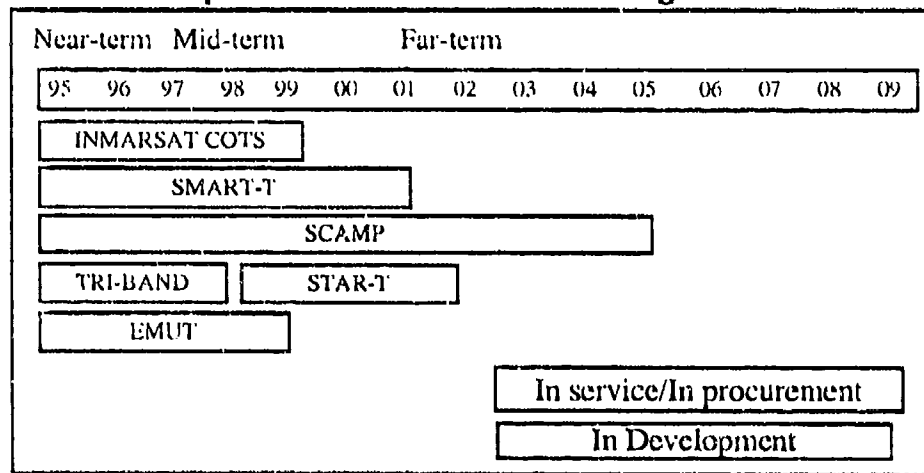 Near-term Mid-term Far-term
95 96 97 98 99 00 01 02 03 04 05 06 07 08 09
INMARSAT COTS
SMART-T
SCAMP
TRI-BAND STAR-T
EMUT
In service/In procurement
In Development